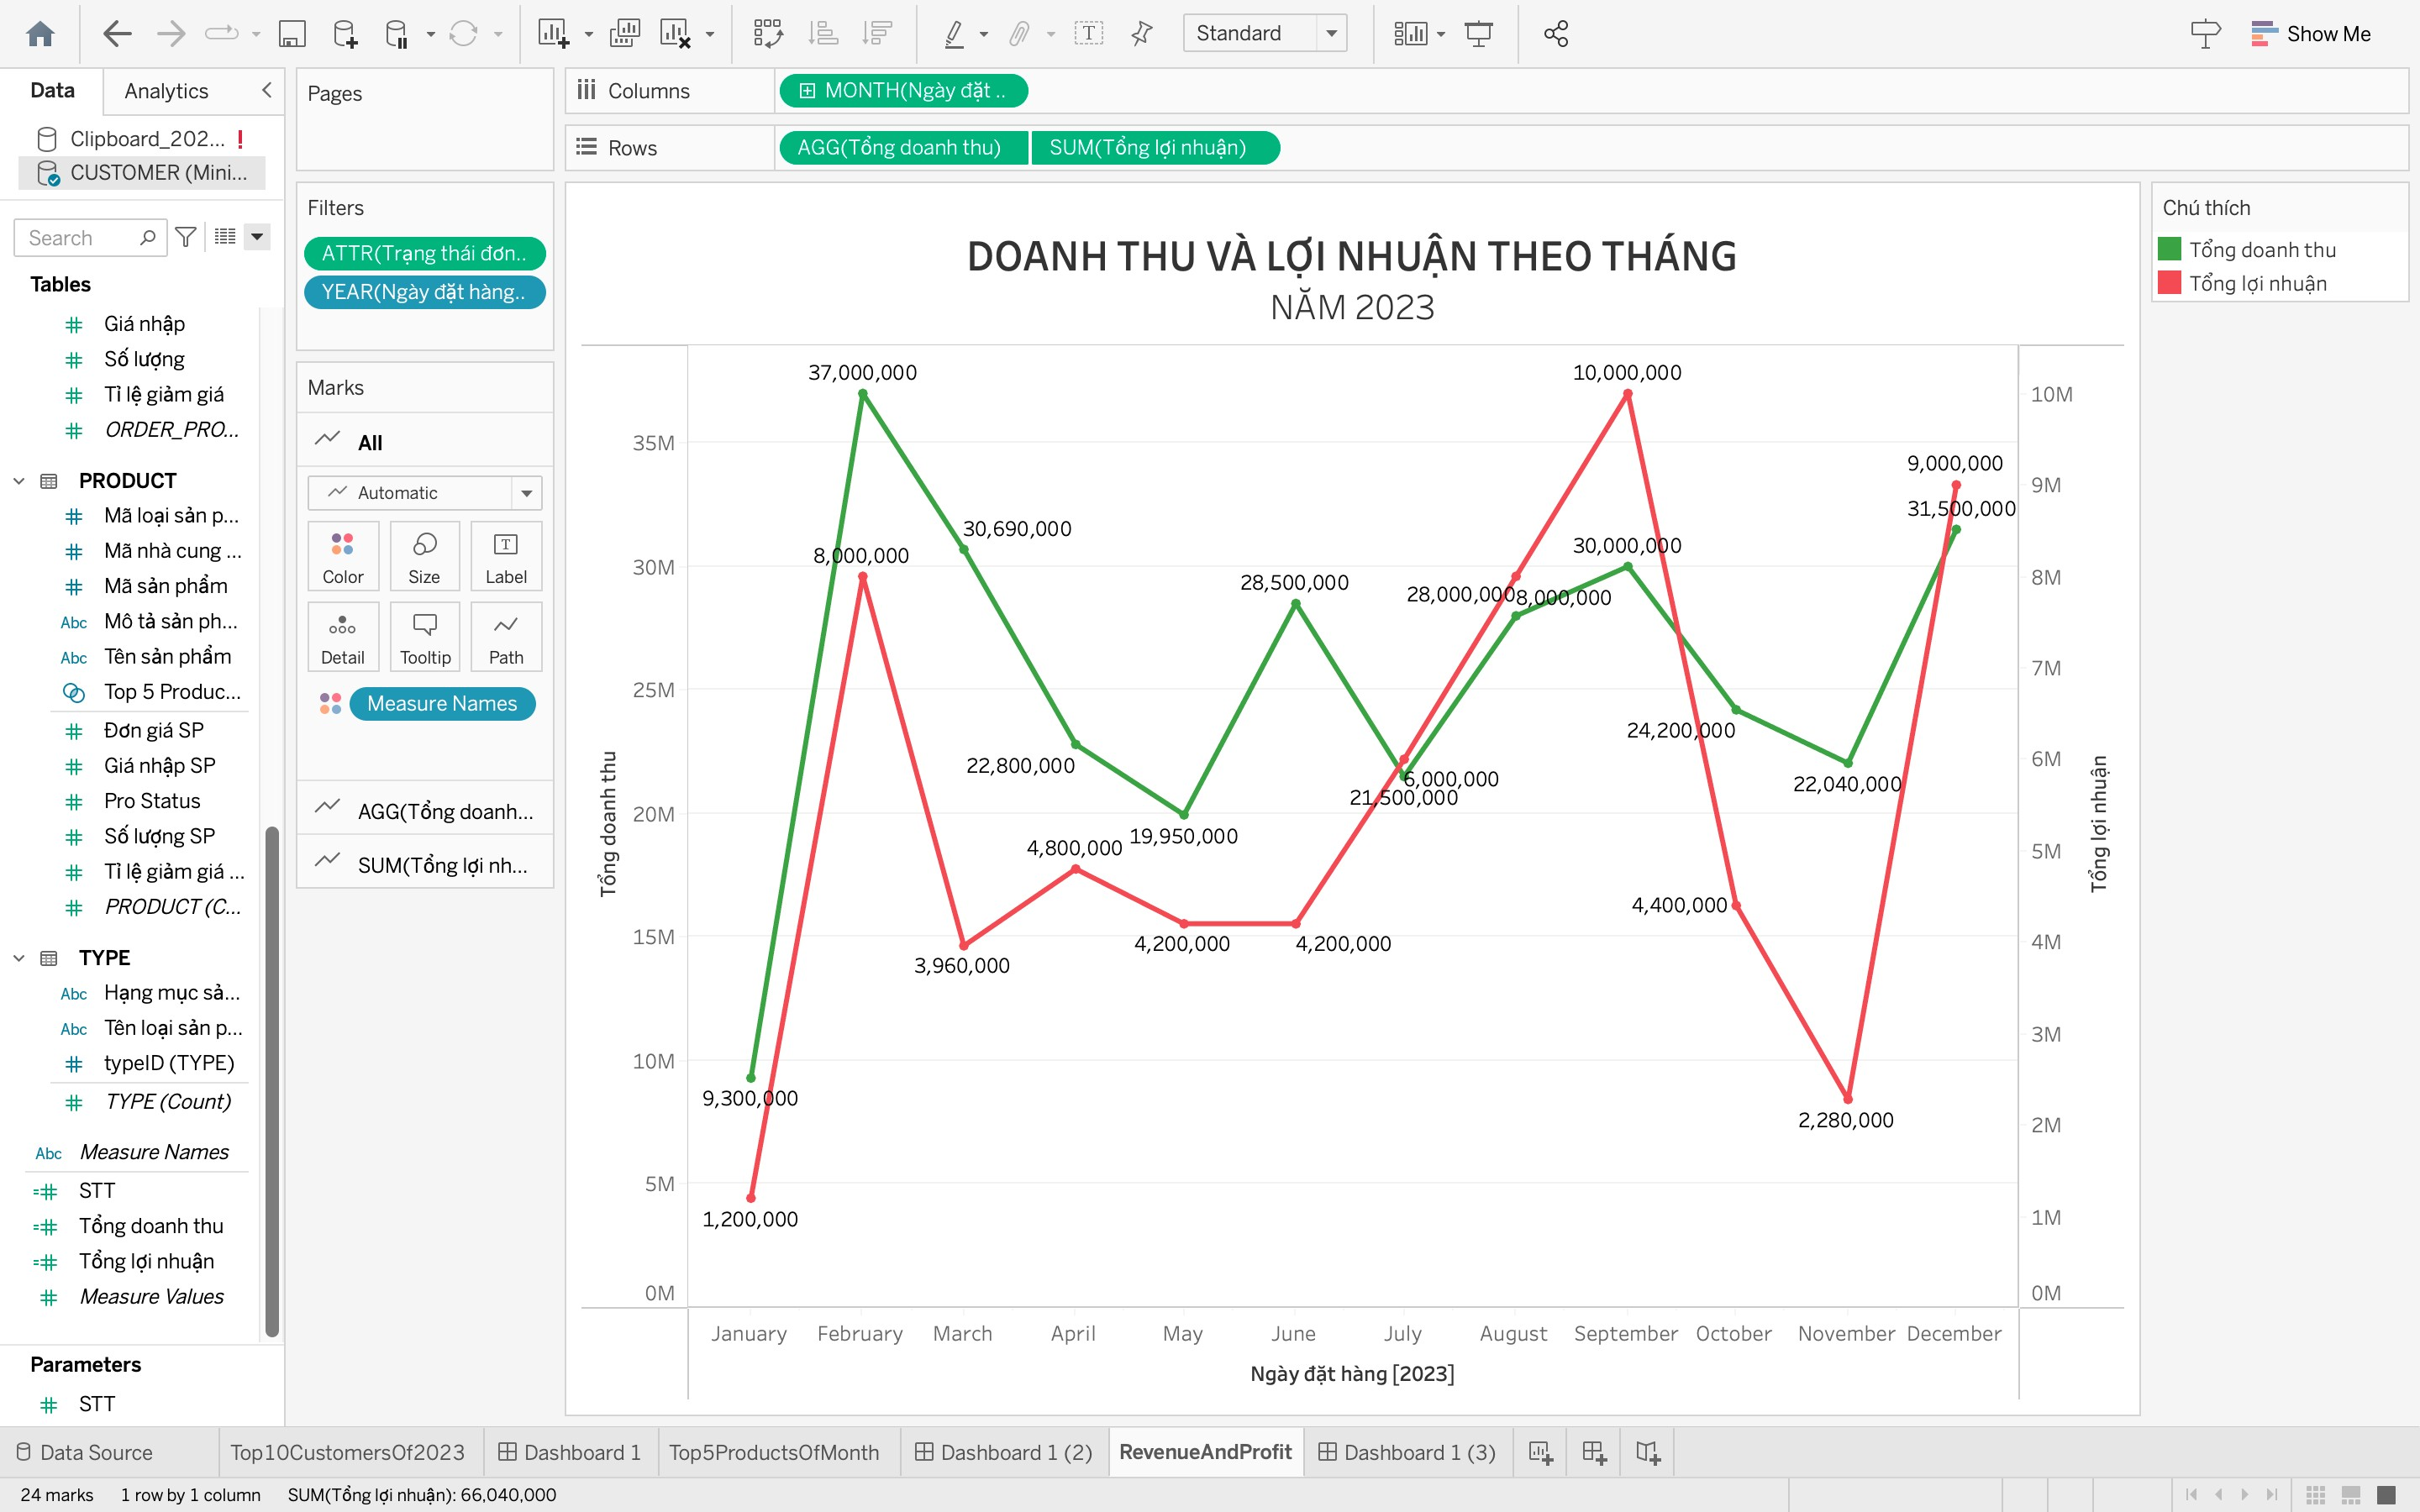 Standard
Show Me
Data
Analytics
Clipboard_202...
CUSTOMER (Mini...
Search
Tables
Giá nhập
Số lượng
Tỉ lệ giảm giá
ORDER_PRO...
PRODUCT
Mã loại sản p...
Mã nhà cung ...
Mã sản phẩm
Abc Mô tả sản ph...
Abc Tên sản phẩm
Top 5 Produc...
Đơn giá SP
Giá nhập SP
Pro Status
Số lượng SP
Tỉ lệ giảm giá ...
PRODUCT (C...
TYPE
Abc Hạng mục sả...
Abc Tên loại sản p...
typeID (TYPE)
TYPE (Count)
Abc Measure Names
STT
Tổng doanh thu
Tổng lợi nhuận
Measure Values
Parameters
STT
Pages
Filters
ATTR(Trạng thái đơn..
YEAR(Ngày đặt hàng..
Marks
All
Automatic
Color
Size
Label
Detail
Tooltip
Path
Measure Names
AGG(Tổng doanh...
SUM(Tổng lợi nh...
Columns
MONTH(Ngày đặt ..
Rows
AGG(Tổng doanh thu)
SUM(Tổng lợi nhuận)
DOANH THU VÀ LỢI NHUẬN THEO THÁNG
NĂM 2023
Tổng doanh thu
35M
30M
25M
20M
15M
10M
5M
0M
37,000,000
10,000,000
9,000,000
31,500,000
30,690,000
30,000,000
8,000,000
28,500,000
28,000,000
8,000,000
24,200,000
22,800,000
6,000,000
21,500,000
22,040,000
19,950,000
4,800,000
4,400,000
4,200,000
4,200,000
3,960,000
9,300,000
2,280,000
1,200,000
10M
9M
8M
7M
6M
5M
4M
3M
2M
1M
0M
Tổng lợi nhuận
January
February
March
April
May
June
July
August
September
October
November
December
Ngày đặt hàng [2023]
Chú thích
Tổng doanh thu
Tổng lợi nhuận
Data Source
Top10CustomersOf2023
Dashboard 1
Top5ProductsOfMonth
Dashboard 1 (2)
RevenueAndProfit
Dashboard 1 (3)
24 marks
1 row by 1 column
SUM(Tổng lợi nhuận): 66,040,000